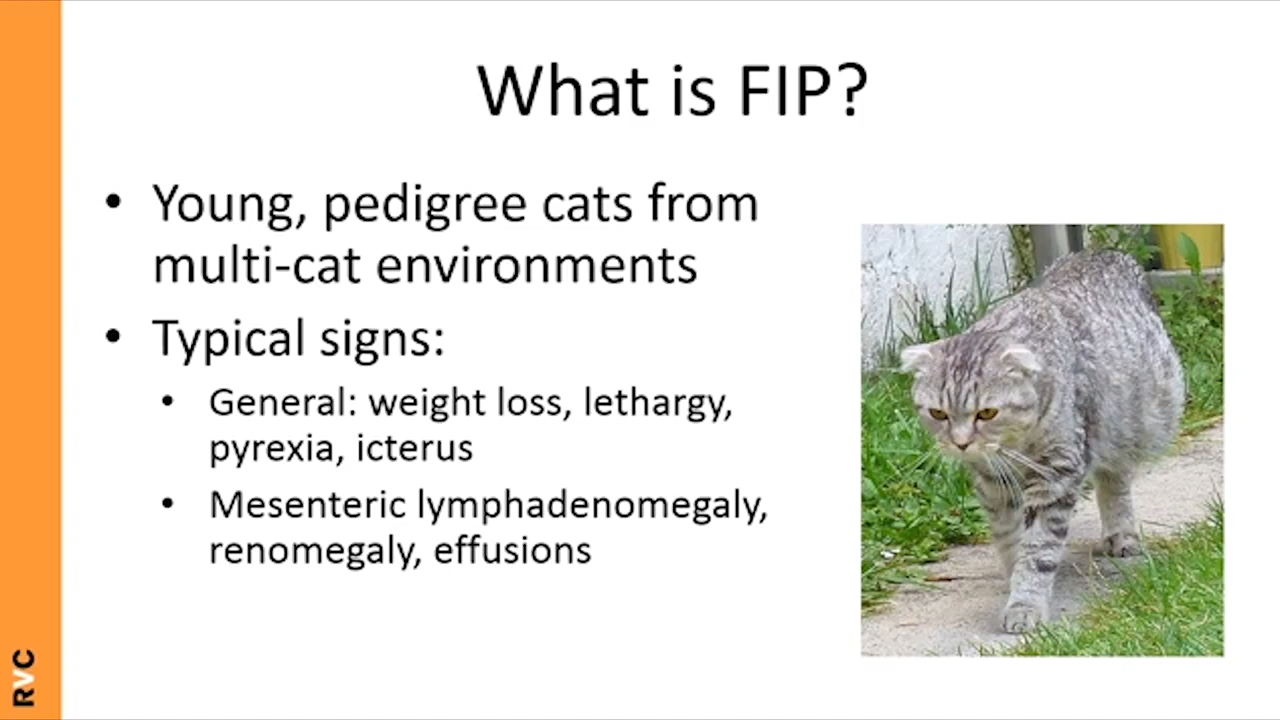 What is FIP?
• Young, pedigree cats from
multi-cat environments
• Typical signs:
• General: weight loss, lethargy,
pyrexia, icterus
• Mesenteric lymphadenomegaly,
renomegaly, effusions
RVC